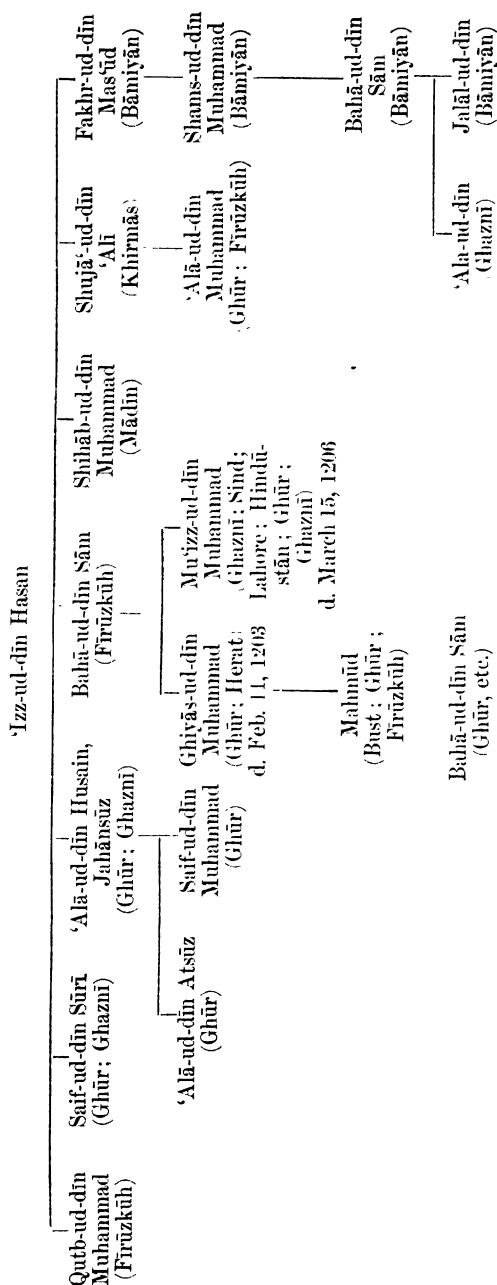 ‘Izz-ud-dīn Hasan
Qutb-ud-dīn
Muhammad
(Fīrūzkūh)
Saif-ud-dīn Sūrī
(Ghūr; Ghaznī)
‘Alā-ud-dīn Husain,
Jahānsūz
(Ghūr; Ghaznī)
Bahā-ud-dīn Sām
(Fīrūzkūh)
Shihāb-ud-dīn
Muhammad
(Mādīn)
Shujā‘-ud-dīn
‘Alī
(Khirmās)
Fakhr-ud-dīn
Mas‘ūd
(Bāmiyān)
‘Alā-ud-dīn Atsūz
(Ghūr)
Saif-ud-dīn
Muhammad
(Ghūr)
Ghiyās-ud-dīn
Muhammad
(Ghūr; Herat;
d. Feb. 11, 1203
Mu‘izz-ud-dīn
Muhammad
(Ghaznī; Sind;
Lahore; Hindū-
stān; Ghūr;
Ghaznī)
d. March 15, 1206
‘Alā-ud-dīn
Muhammad
(Ghūr; Fīrūzkūh)
Shams-ud-dīn
Muhammad
(Bāmiyān)
Mahmūd
(Bust; Ghūr;
Fīrūzkūh)
Bahā-ud-dīn
Sām
(Bāmiyān)
Bahā-ud-dīn Sām
(Ghūr, etc.)
‘Ala-ud-dīn
Ghaznī)
Jalāl-ud-dīn
(Bāmiyān)